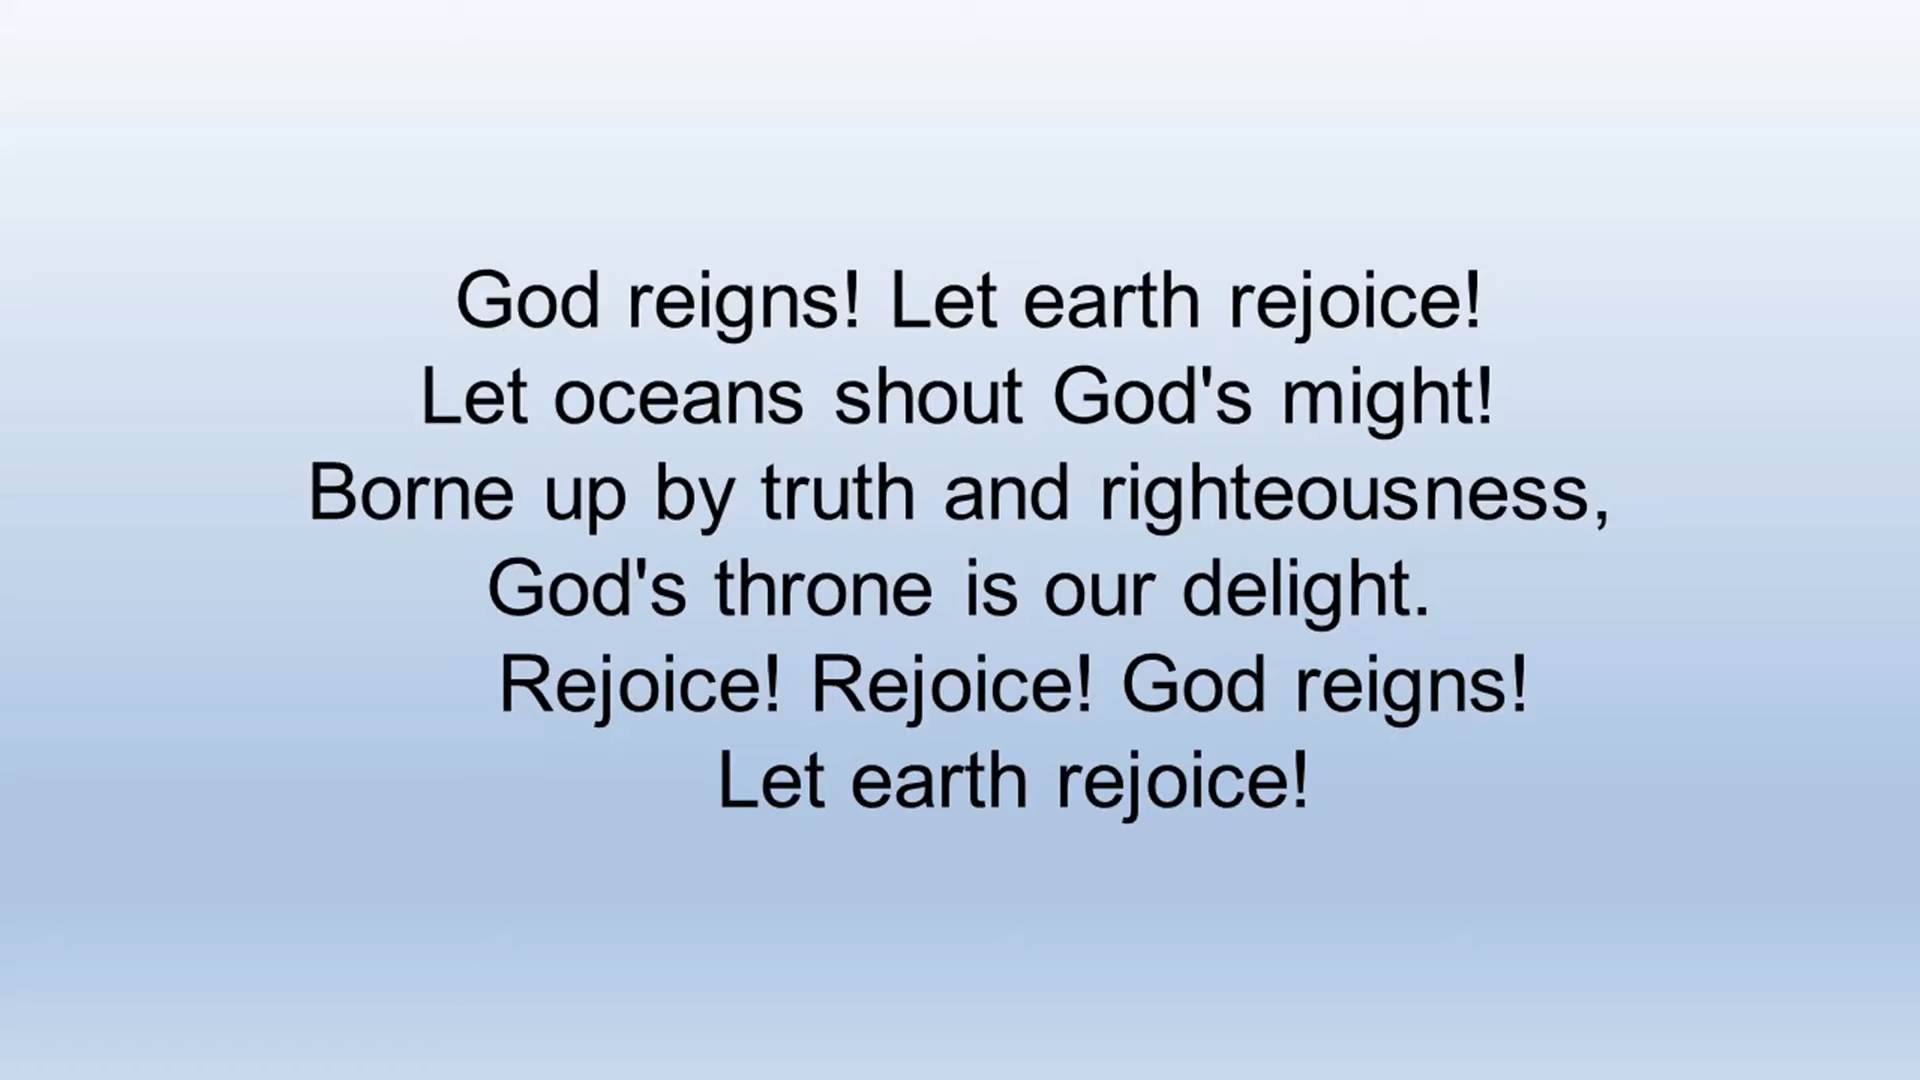 God reigns! Let earth rejoice!
Let oceans shout God's might!
Borne up by truth and righteousness,
God's throne is our delight.
Rejoice! Rejoice! God reigns!
Let earth rejoice!